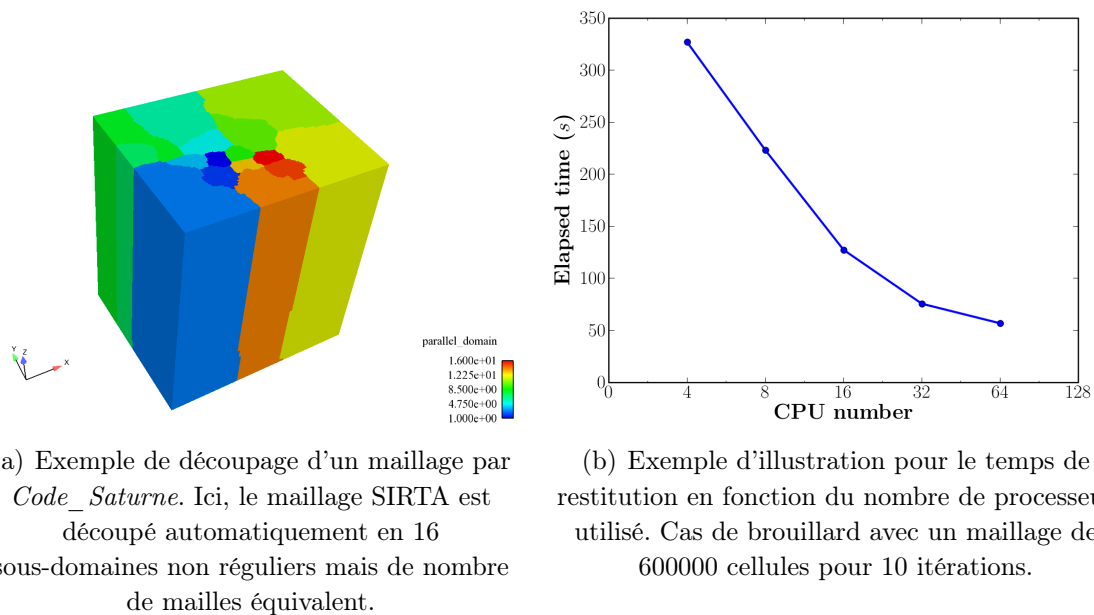 Y
Z
X
parallel_domain
1.600e+01
1.225e+01
8.500e+00
4.750e+00
1.000e+00
350
300
250
200
150
100
50
0
Elapsed time (s)
0 4 8 16 32 64 128
CPU number
a) Exemple de découpage d'un maillage par
Code_Saturne. Ici, le maillage SIRTA est
découpé automatiquement en 16
sous-domaines non réguliers mais de nombre
de mailles équivalent.
(b) Exemple d'illustration pour le temps de
restitution en fonction du nombre de processeu
utilisé. Cas de brouillard avec un maillage de
600000 cellules pour 10 itérations.